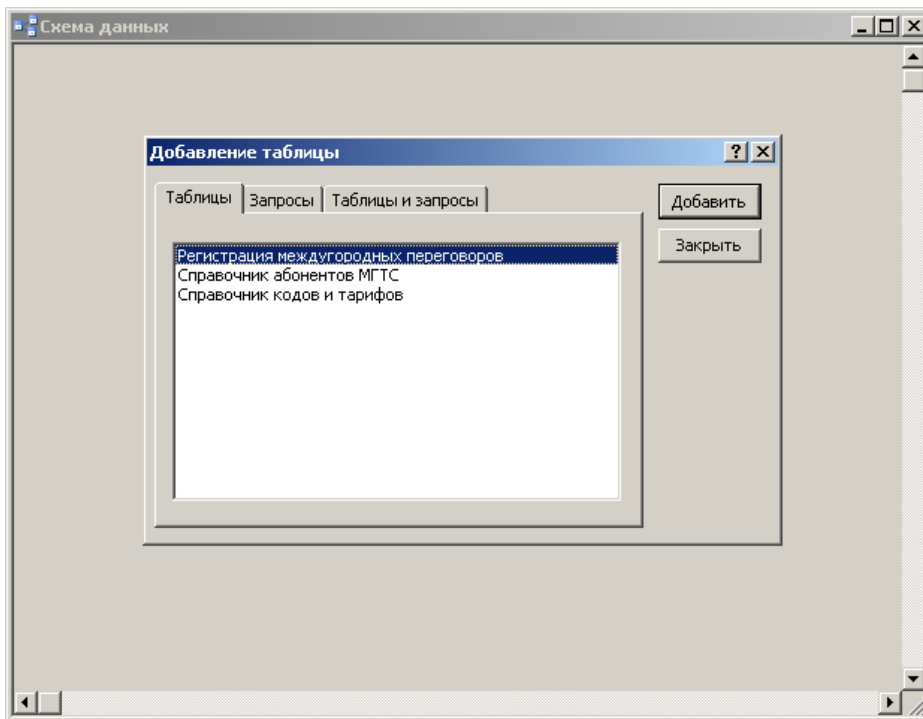 Схема данных
Добавление таблицы
Таблицы
Запросы
Таблицы и запросы
Добавить
Закрыть
Регистрация междугородных переговоров
Справочник абонентов МГТС
Справочник кодов и тарифов